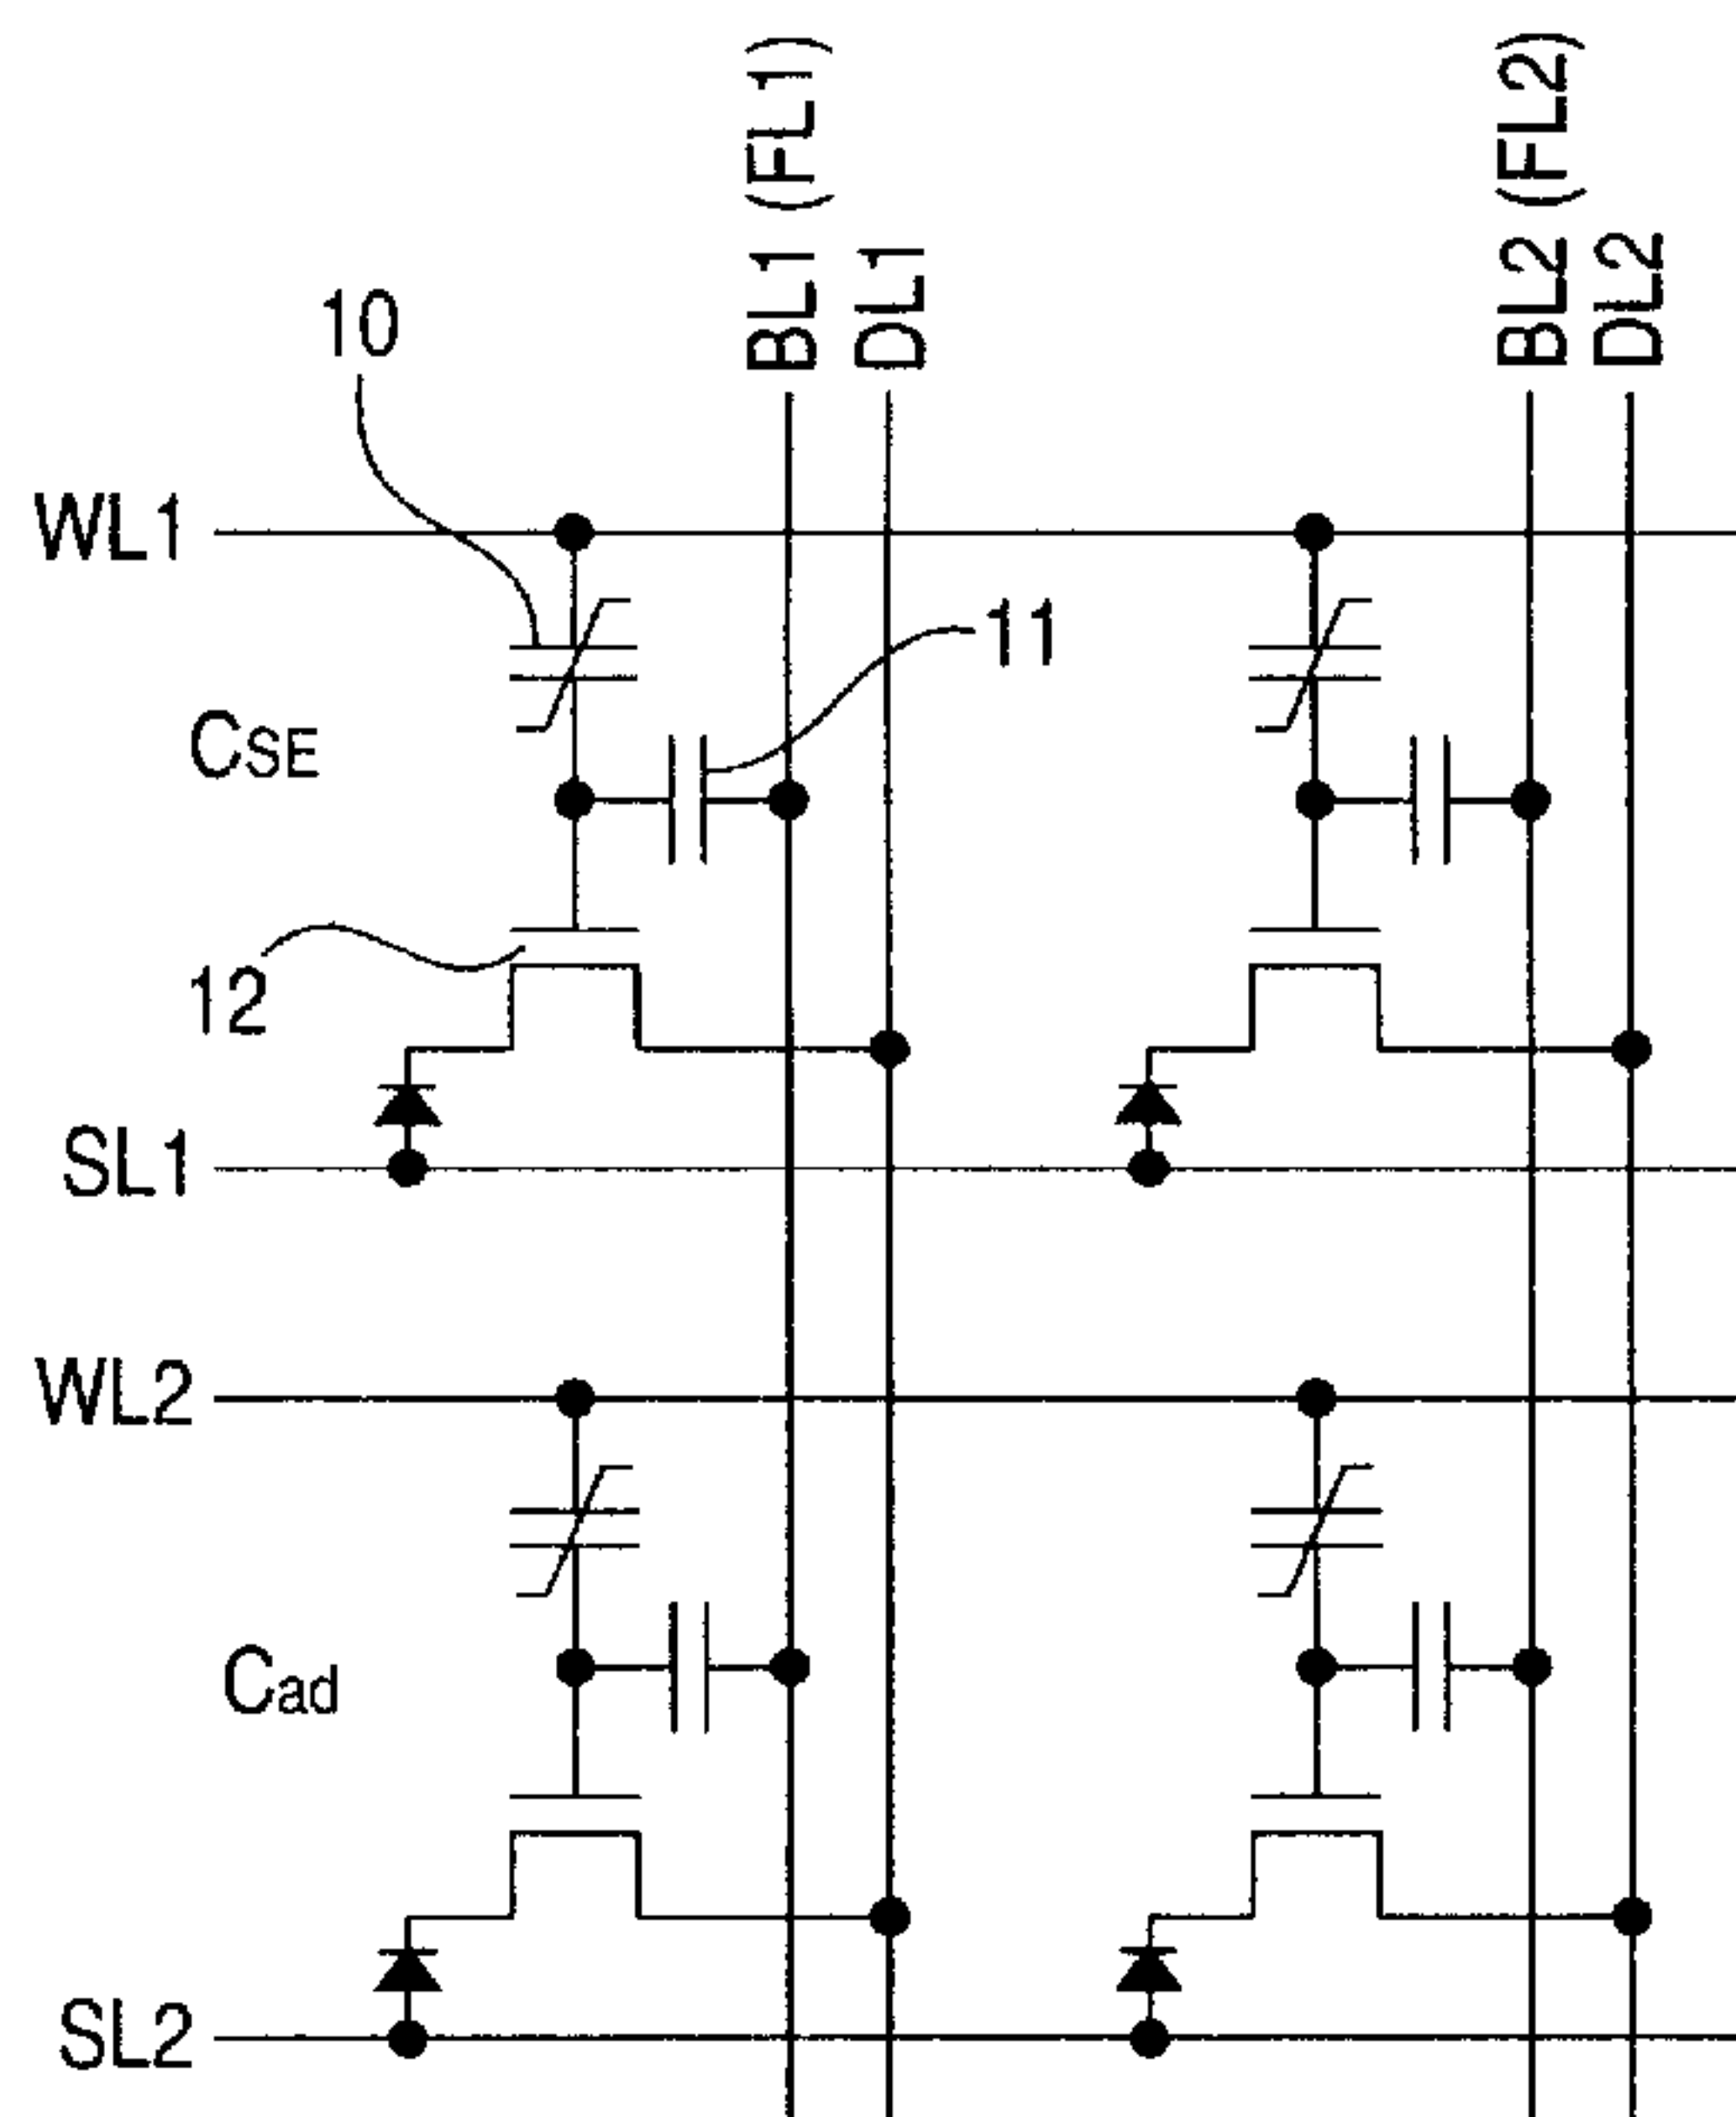 BL1 (FL1)
DL1
BL2 (FL2)
DL2
10
WL1
11
CSE
12
SL1
WL2
Cad
SL2